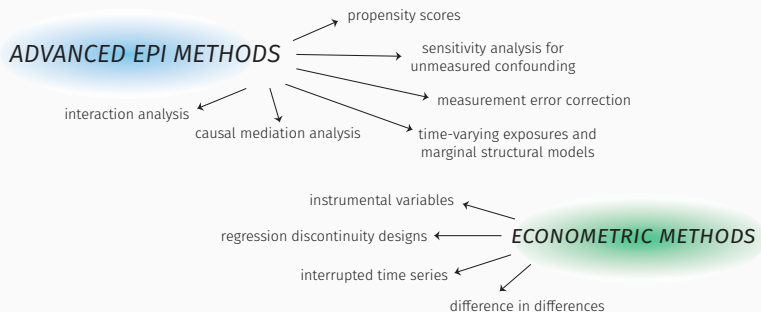 propensity scores
ADVANCED EPI METHODS
sensitivity analysis for
unmeasured confounding
measurement error correction
interaction analysis
causal mediation analysis
time-varying exposures and
marginal structural models
instrumental variables
regression discontinuity designs
ECONOMETRIC METHODS
interrupted time series
difference in differences